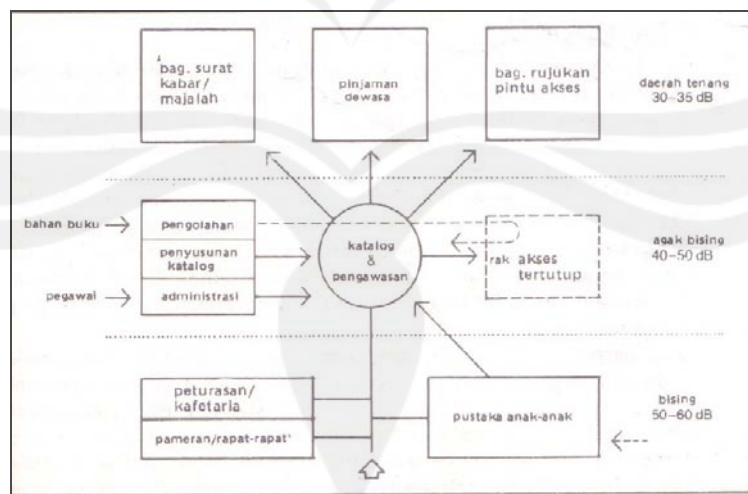 bag. surat
kabar/
majalah
pinjaman
dewasa
bag. rujukan
pintu akses
daerah tenang
30–35 dB
bahan buku
pengolahan
penyusunan
katalog
pegawai
administrasi
katalog
&
pengawasan
rak akses
tertutup
agak bising
40–50 dB
peturasan/
kafetaria
pameran/rapat-rapat
pustaka anak-anak
bising
50–60 dB